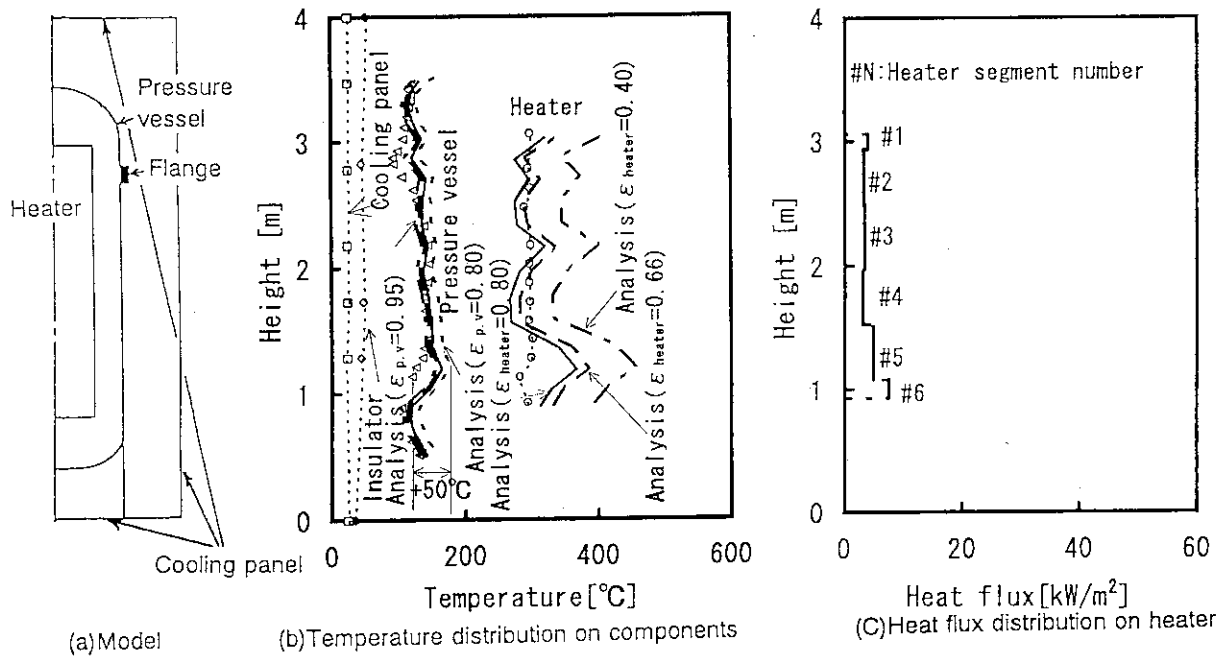 Pressure
vessel
Flange
Heater
Cooling panel
(a)Model
4
3
2
1
0
Height [m]
0
200
400
600
Temperature[°C]
Cooling panel
Insulator
Analysis(ε p.v=0.95)
Pressure vessel
Analysis(ε p.v=0.80)
Analysis(ε heater=0.80)
+50°C
Heater
Analysis(ε heater=0.40)
Analysis(ε heater=0.66)
(b)Temperature distribution on components
4
3
2
1
0
Height [m]
#N:Heater segment number
#1
#2
#3
#4
#5
#6
0
20
40
60
Heat flux[kW/m²]
(C)Heat flux distribution on heater